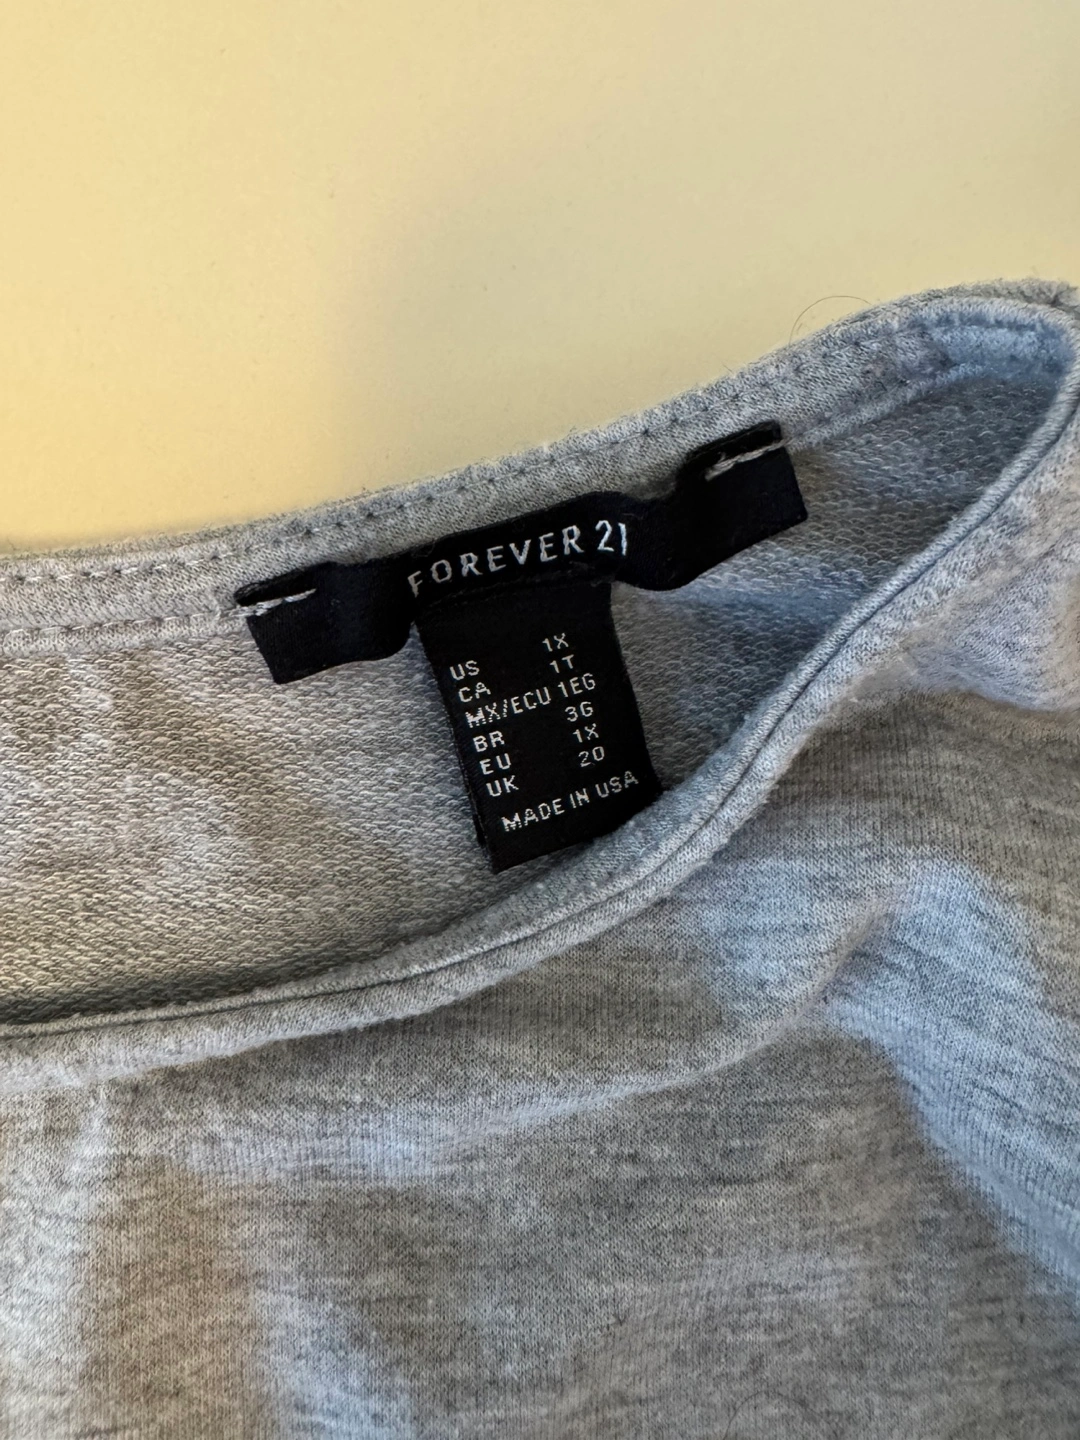 FOREVER 21
US 1X
CA 1T
MX/ECU 1EG
BR 3G
EU 1X
UK 20
MADE IN USA